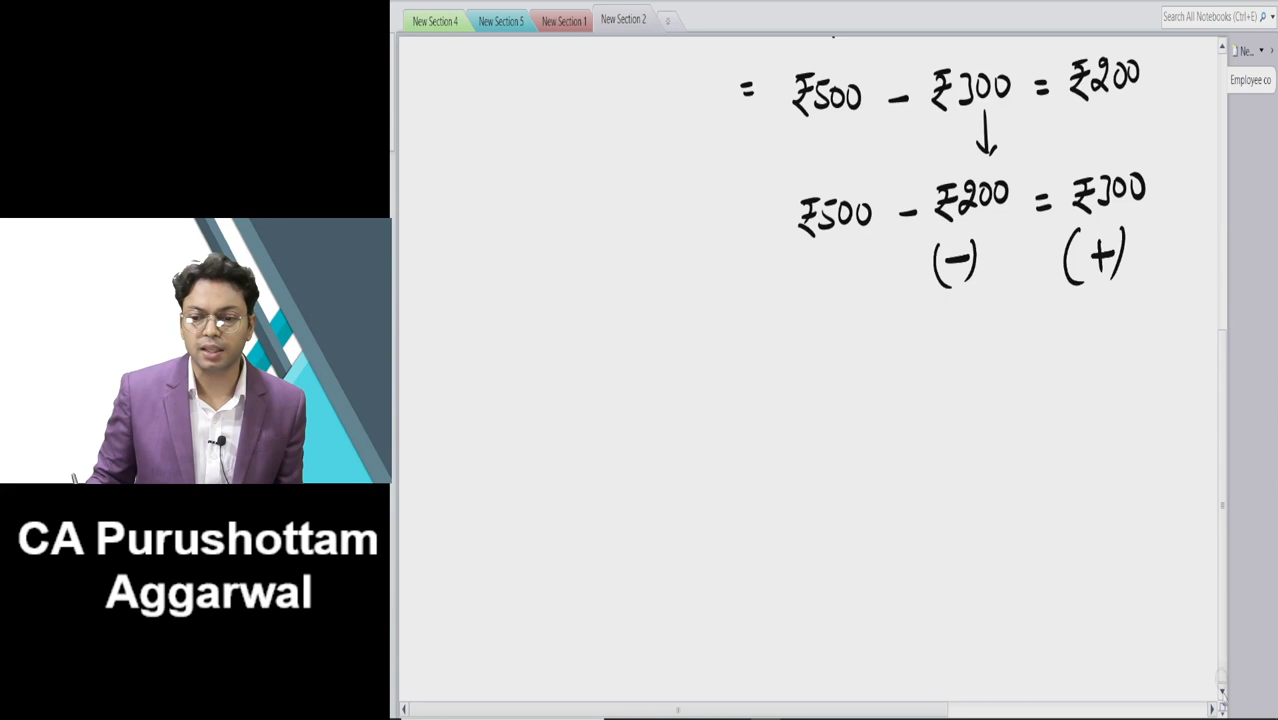 New Section 4 New Section 5 New Section 1 New Section 2
Search All Notebooks (Ctrl+E)
Ne...
Employee co
= ₹500 - ₹300 = ₹200
↓
₹500 - ₹200 = ₹300
(-) (+)
CA Purushottam
Aggarwal